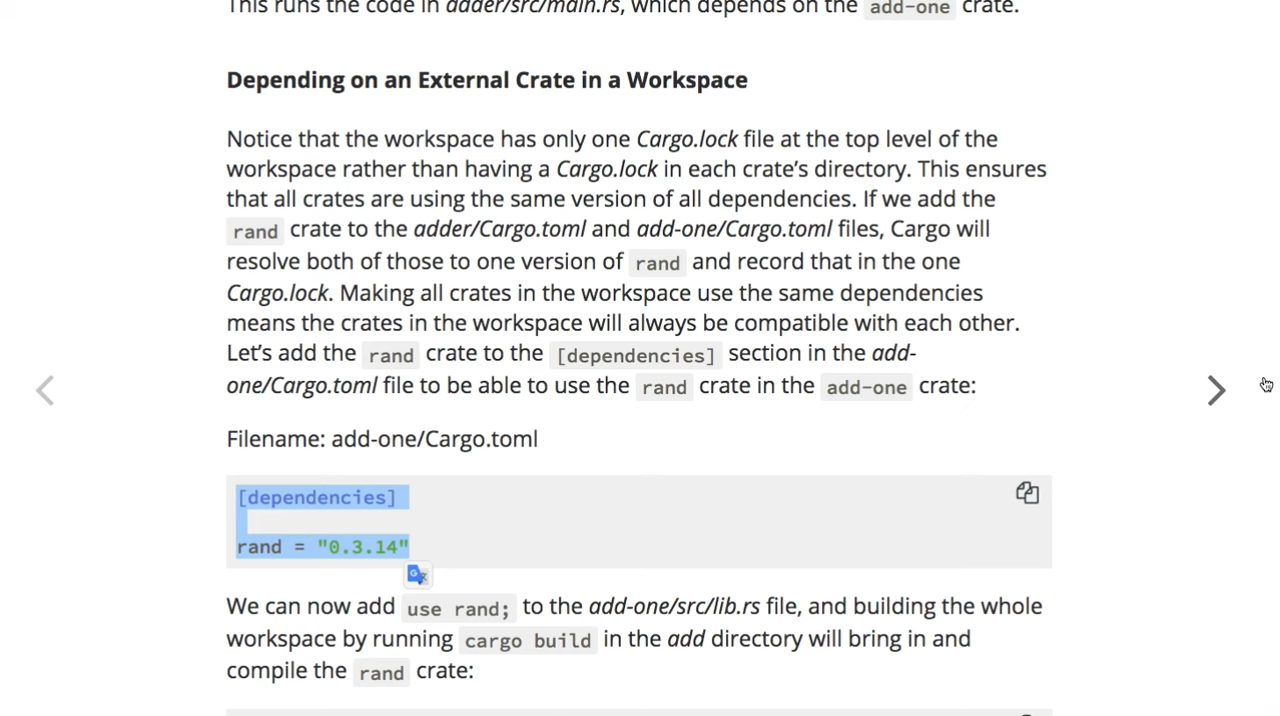 This runs the code in adder/src/main.rs, which depends on the add-one crate.
Depending on an External Crate in a Workspace
Notice that the workspace has only one Cargo.lock file at the top level of the
workspace rather than having a Cargo.lock in each crate’s directory. This ensures
that all crates are using the same version of all dependencies. If we add the
rand crate to the adder/Cargo.toml and add-one/Cargo.toml files, Cargo will
resolve both of those to one version of rand and record that in the one
Cargo.lock. Making all crates in the workspace use the same dependencies
means the crates in the workspace will always be compatible with each other.
Let’s add the rand crate to the [dependencies] section in the add-
one/Cargo.toml file to be able to use the rand crate in the add-one crate:
Filename: add-one/Cargo.toml
[dependencies]
rand = "0.3.14"
We can now add use rand; to the add-one/src/lib.rs file, and building the whole
workspace by running cargo build in the add directory will bring in and
compile the rand crate: